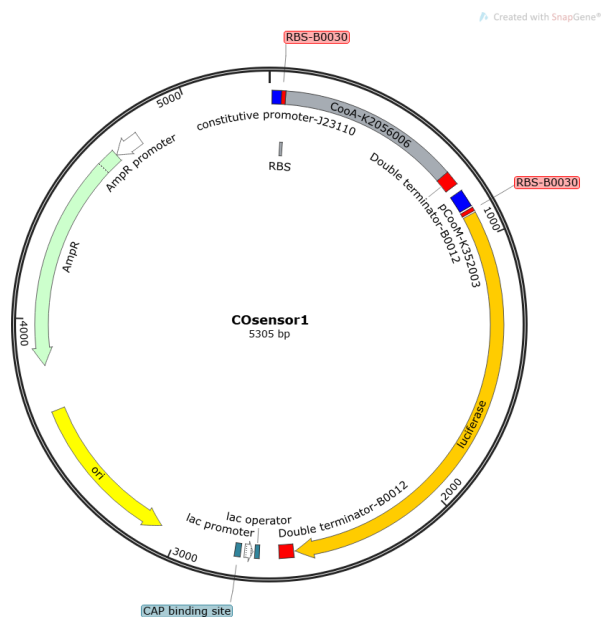 Created with SnapGene®
RBS-B0030
5000
constitutive promoter-J23110
CooA-K2056006
AmpR promoter
RBS
Double terminator-B0012
RBS-B0030
pCooM-K352003
1000
AmpR
COsensor1
5305 bp
4000
luciferase
ori
2000
Double terminator-B0012
lac operator
lac promoter
3000
CAP binding site